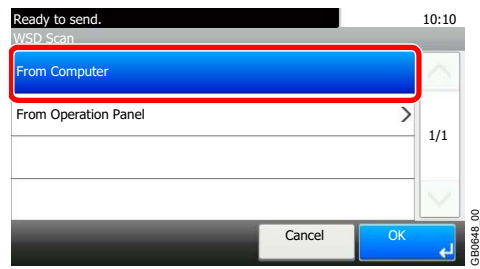 Ready to send. 10:10
WSD Scan
From Computer
From Operation Panel
1/1
Cancel OK
GB0648_00